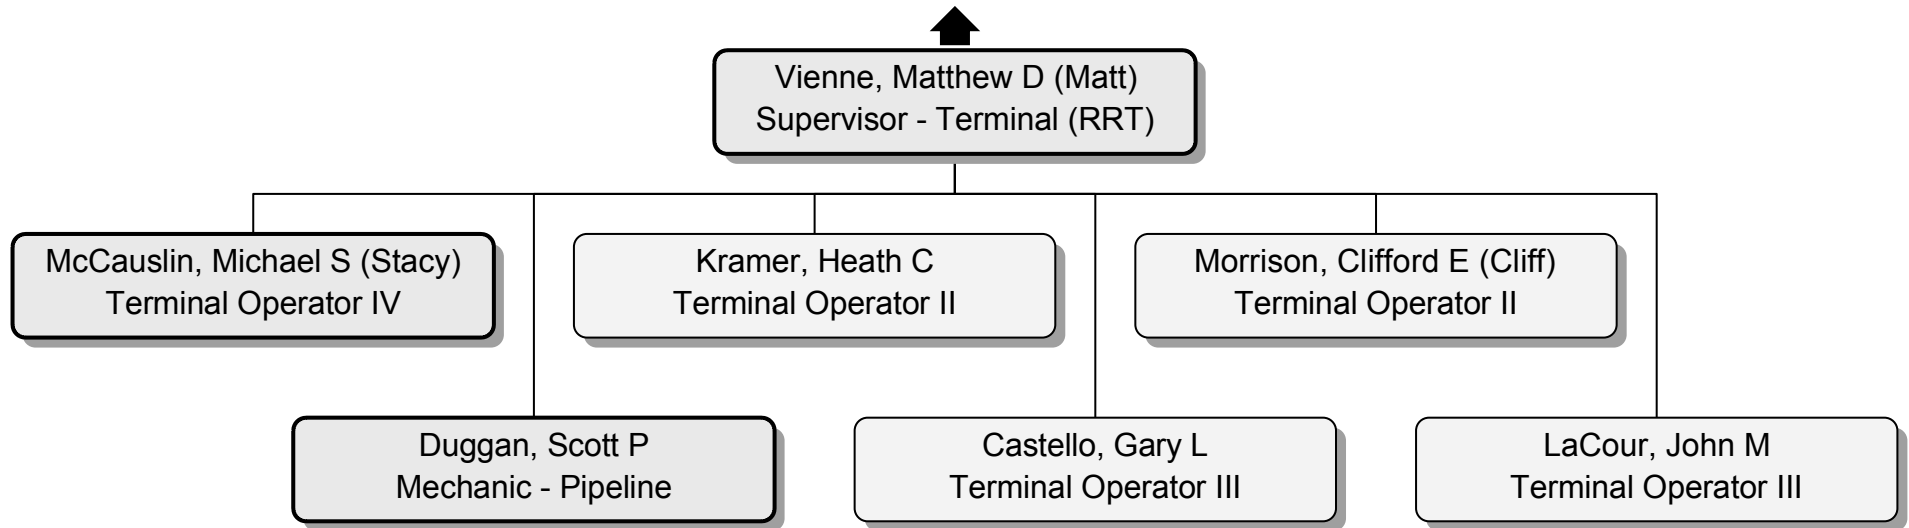 Vienne, Matthew D (Matt)
Supervisor - Terminal (RRT)
McCauslin, Michael S (Stacy)
Terminal Operator IV
Kramer, Heath C
Terminal Operator II
Morrison, Clifford E (Cliff)
Terminal Operator II
Duggan, Scott P
Mechanic - Pipeline
Castello, Gary L
Terminal Operator III
LaCour, John M
Terminal Operator III